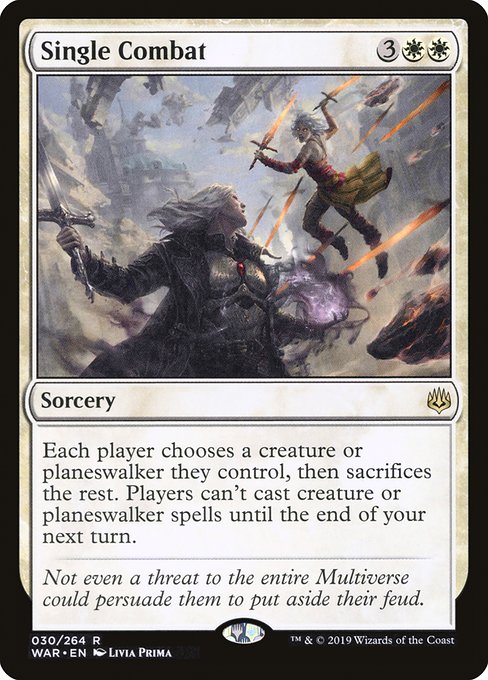 Single Combat 3
Sorcery
Each player chooses a creature or
planeswalker they control, then sacrifices
the rest. Players can’t cast creature or
planeswalker spells until the end of your
next turn.
Not even a threat to the entire Multiverse
could persuade them to put aside their feud.
030/264 R
WAR • EN Livia Prima
™ & © 2019 Wizards of the Coast